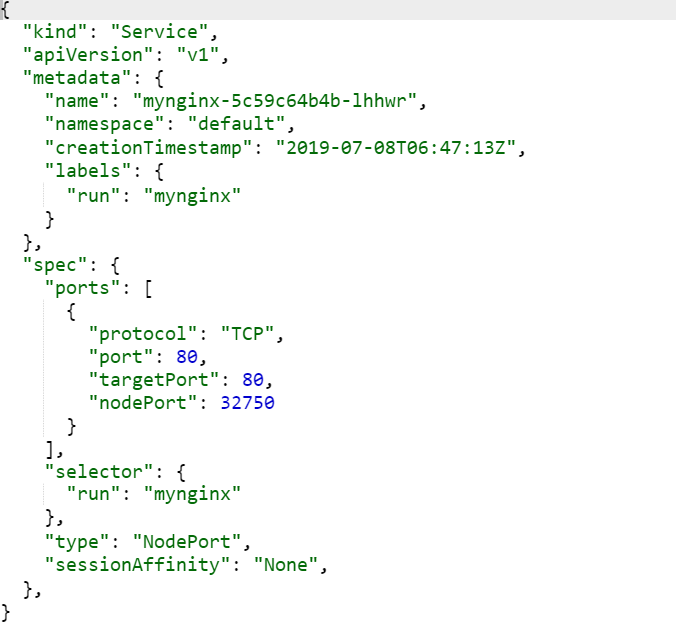 {
  "kind": "Service",
  "apiVersion": "v1",
  "metadata": {
    "name": "mynginx-5c59c64b4b-lhhwr",
    "namespace": "default",
    "creationTimestamp": "2019-07-08T06:47:13Z",
    "labels": {
      "run": "mynginx"
    }
  },
  "spec": {
    "ports": [
      {
        "protocol": "TCP",
        "port": 80,
        "targetPort": 80,
        "nodePort": 32750
      }
    ],
    "selector": {
      "run": "mynginx"
    },
    "type": "NodePort",
    "sessionAffinity": "None",
  },
}